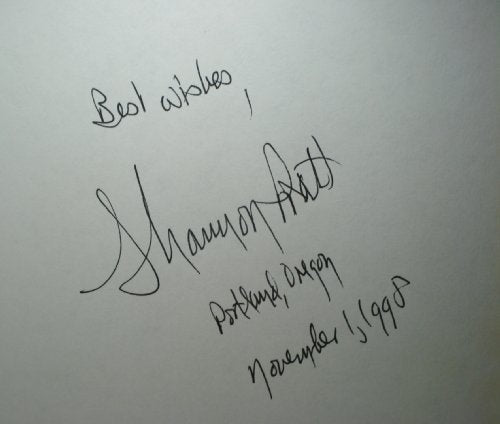 Best wishes,
Shannon Pratt
Portland, Oregon
November 1, 1998